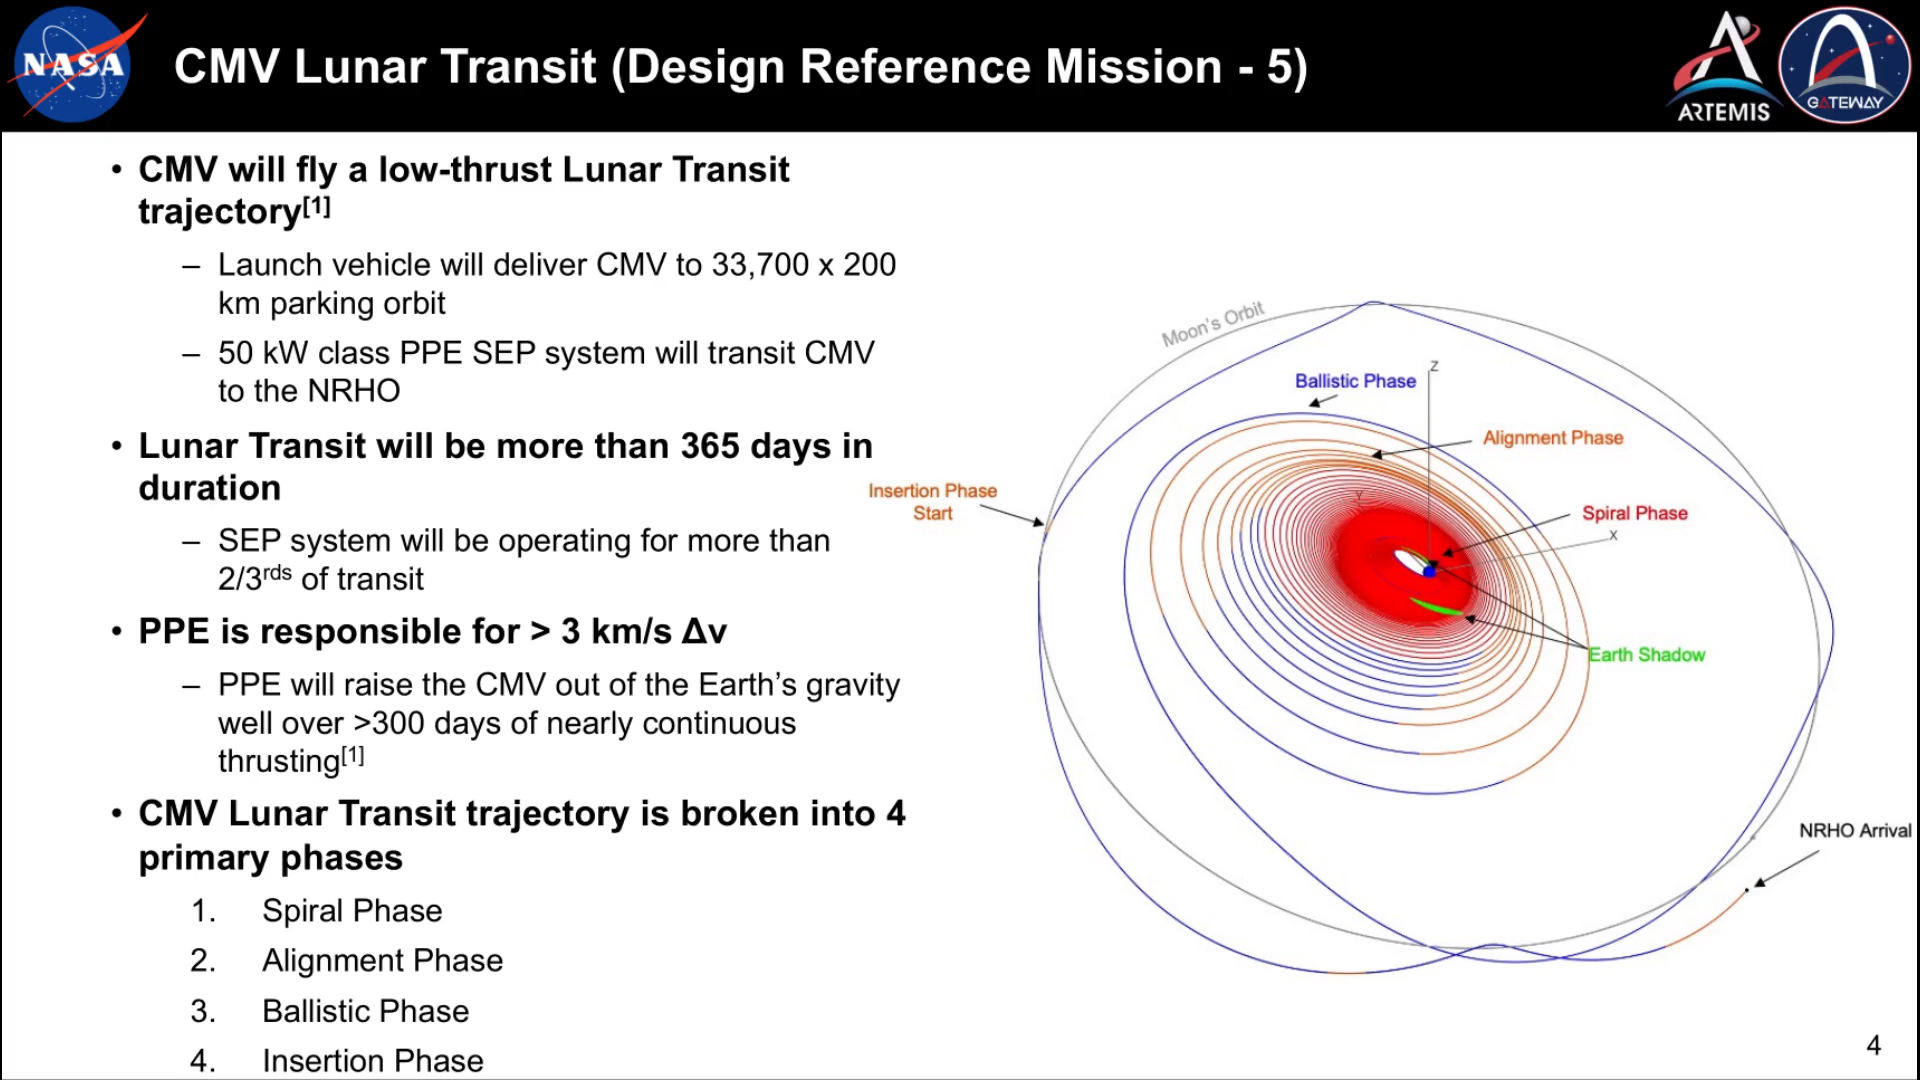 NASA
CMV Lunar Transit (Design Reference Mission - 5)
ARTEMIS
GATEWAY
• CMV will fly a low-thrust Lunar Transit
trajectory[1]
– Launch vehicle will deliver CMV to 33,700 x 200
km parking orbit
– 50 kW class PPE SEP system will transit CMV
to the NRHO
• Lunar Transit will be more than 365 days in
duration
– SEP system will be operating for more than
2/3rds of transit
• PPE is responsible for > 3 km/s Δv
– PPE will raise the CMV out of the Earth's gravity
well over >300 days of nearly continuous
thrusting[1]
• CMV Lunar Transit trajectory is broken into 4
primary phases
1. Spiral Phase
2. Alignment Phase
3. Ballistic Phase
4. Insertion Phase
Moon's Orbit
Z
Ballistic Phase
Alignment Phase
Insertion Phase
Start
Y
Spiral Phase
X
Earth Shadow
NRHO Arrival
4